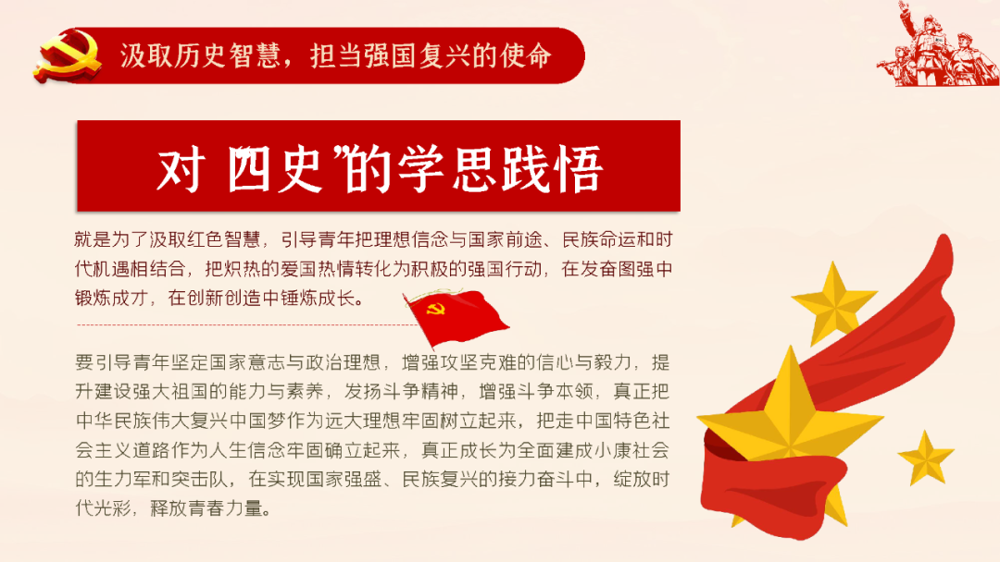 汲取历史智慧，担当强国复兴的使命
对“四史”的学思践悟
就是为了汲取红色智慧，引导青年把理想信念与国家前途、民族命运和时
代机遇相结合，把炽热的爱国热情转化为积极的强国行动，在发奋图强中
锻炼成才，在创新创造中锤炼成长。
要引导青年坚定国家意志与政治理想，增强攻坚克难的信心与毅力，提
升建设强大祖国的能力与素养，发扬斗争精神，增强斗争本领，真正把
中华民族伟大复兴中国梦作为远大理想牢固树立起来，把走中国特色社
会主义道路作为人生信念牢固确立起来，真正成长为全面建成小康社会
的生力军和突击队，在实现国家强盛、民族复兴的接力奋斗中，绽放时
代光彩，释放青春力量。